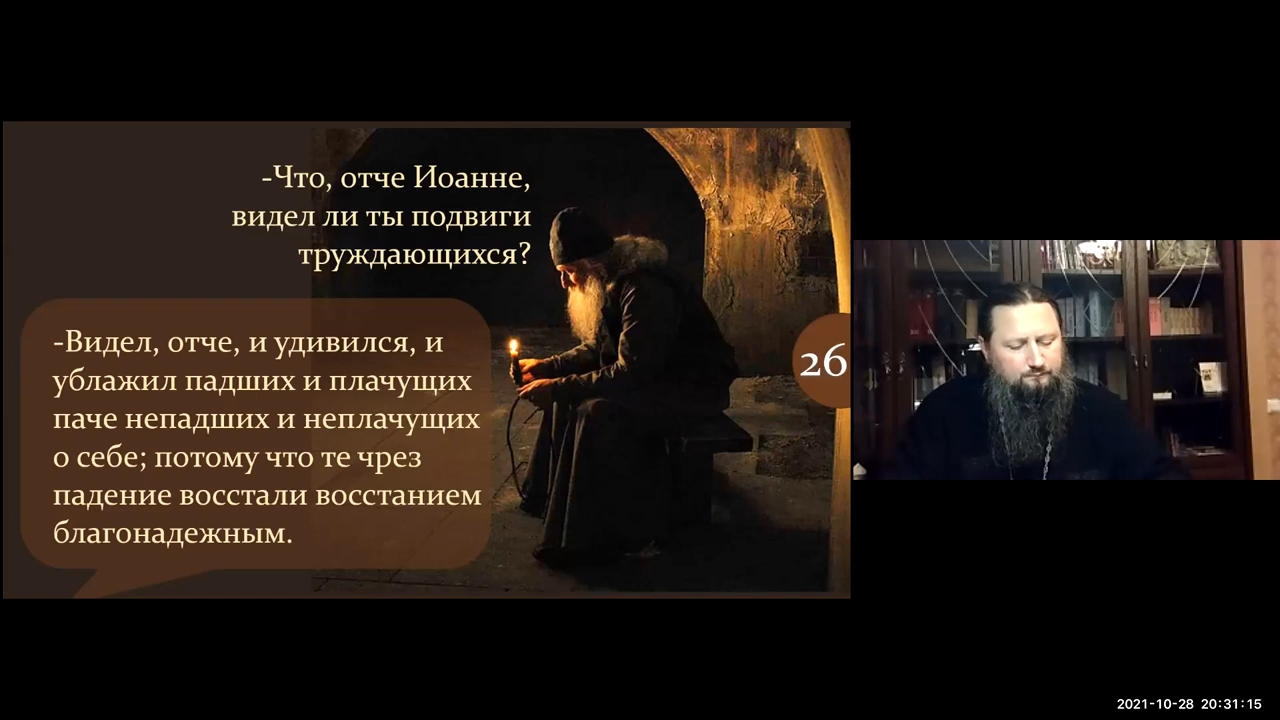 -Что, отче Иоанне,
видел ли ты подвиги
труждающихся?
-Видел, отче, и удивился, и
ублажил падших и плачущих
паче непадших и неплачущих
о себе; потому что те чрез
падение восстали восстанием
благонадежным.
26
2021-10-28 20:31:15